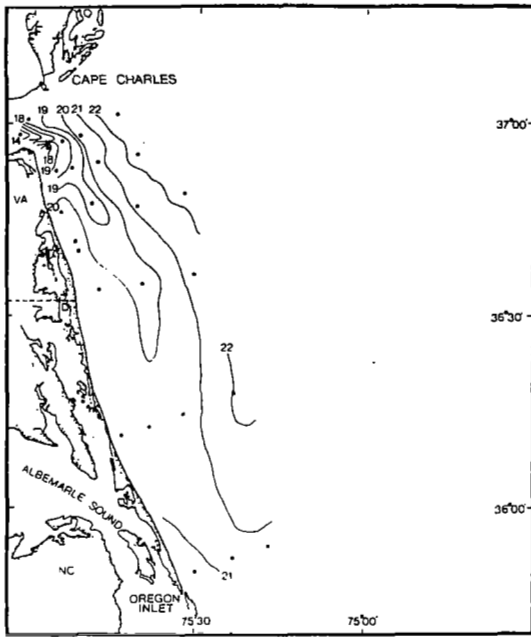 CAPE CHARLES
19 20 21 22
18
37°00'
14
18
19
19
VA
20
36°30'
22
ALBEMARLE SOUND
36°00'
NC
21
OREGON
INLET
75°30'
75°00'